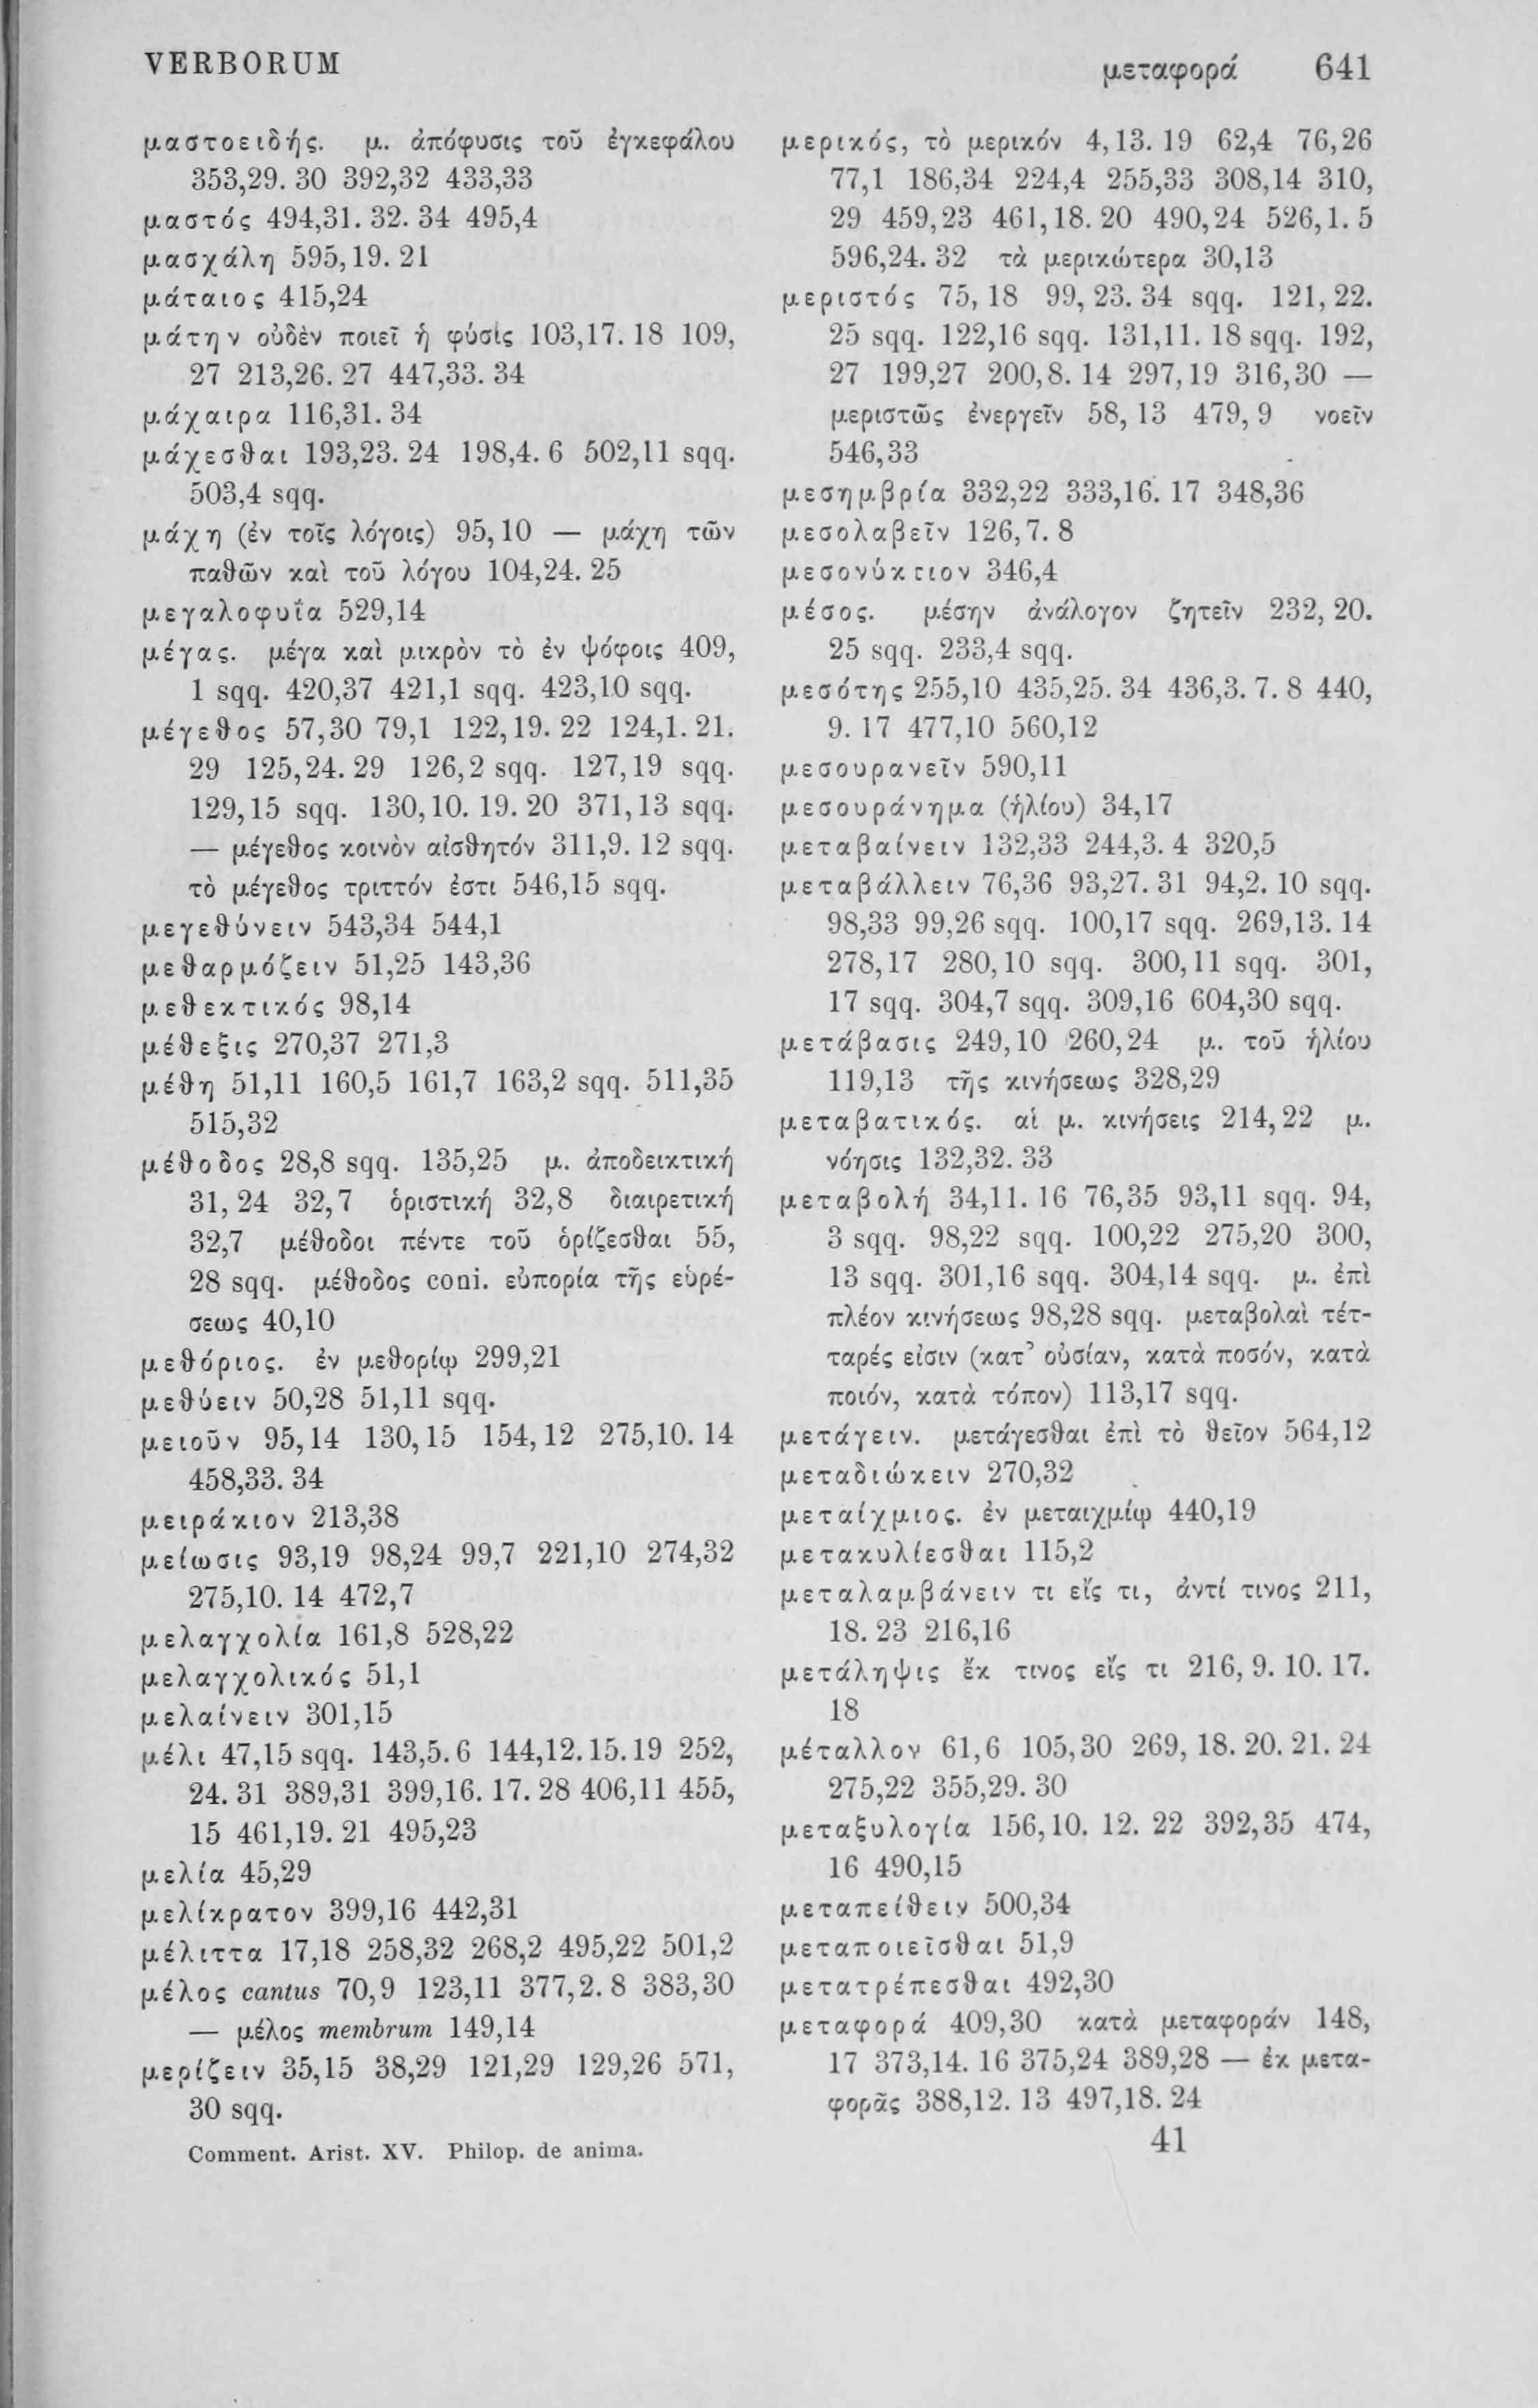 VERBORUM
μεταφορά 641
μαστοειδής. μ. ἀπόφυσις τοῦ ἐγκεφάλου
353,29. 30 392,32 433,33
μαστός 494,31. 32. 34 495,4
μασχάλη 595,19. 21
μάταιος 415,24
μάτην οὐδὲν ποιεῖ ἡ φύσις 103,17. 18 109,
27 213,26. 27 447,33. 34
μάχαιρα 116,31. 34
μάχεσθαι 193,23. 24 198,4. 6 502,11 sqq.
503,4 sqq.
μάχη (ἐν τοῖς λόγοις) 95,10 — μάχη τῶν
παθῶν καὶ τοῦ λόγου 104,24. 25
μεγαλοφυΐα 529,14
μέγας. μέγα καὶ μικρὸν τὸ ἐν ψόφοις 409,
1 sqq. 420,37 421,1 sqq. 423,10 sqq.
μέγεθος 57,30 79,1 122,19. 22 124,1. 21.
29 125,24. 29 126,2 sqq. 127,19 sqq.
129,15 sqq. 130,10. 19. 20 371,13 sqq.
— μέγεθος κοινὸν αἰσθητόν 311,9. 12 sqq.
τὸ μέγεθος τριττόν ἐστι 546,15 sqq.
μεγεθύνειν 543,34 544,1
μεθαρμόζειν 51,25 143,36
μεθεκτικός 98,14
μέθεξις 270,37 271,3
μέθη 51,11 160,5 161,7 163,2 sqq. 511,35
515,32
μέθοδος 28,8 sqq. 135,25 μ. ἀποδεικτική
31,24 32,7 ὁριστική 32,8 διαιρετική
32,7 μέθοδοι πέντε τοῦ ὁρίζεσθαι 55,
28 sqq. μέθοδος coni. εὐπορία τῆς εὑρέ-
σεως 40,10
μεθόριος. ἐν μεθορίῳ 299,21
μεθύειν 50,28 51,11 sqq.
μειοῦν 95,14 130,15 154,12 275,10. 14
458,33. 34
μειράκιον 213,38
μείωσις 93,19 98,24 99,7 221,10 274,32
275,10. 14 472,7
μελαγχολία 161,8 528,22
μελαγχολικός 51,1
μελαίνειν 301,15
μέλι 47,15 sqq. 143,5. 6 144,12. 15. 19 252,
24. 31 389,31 399,16. 17. 28 406,11 455,
15 461,19. 21 495,23
μελία 45,29
μελίκρατον 399,16 442,31
μέλιττα 17,18 258,32 268,2 495,22 501,2
μέλος cantus 70,9 123,11 377,2. 8 383,30
— μέλος membrum 149,14
μερίζειν 35,15 38,29 121,29 129,26 571,
30 sqq.
Comment. Arist. XV. Philop. de anima.
μερικός, τὸ μερικόν 4,13. 19 62,4 76,26
77,1 186,34 224,4 255,33 308,14 310,
29 459,23 461,18. 20 490,24 526,1. 5
596,24. 32 τὰ μερικώτερα 30,13
μεριστός 75,18 99,23. 34 sqq. 121,22.
25 sqq. 122,16 sqq. 131,11. 18 sqq. 192,
27 199,27 200,8. 14 297,19 316,30 —
μεριστῶς ἐνεργεῖν 58,13 479,9 νοεῖν
546,33
μεσημβρία 332,22 333,16. 17 348,36
μεσολαβεῖν 126,7. 8
μεσονύκτιον 346,4
μέσος. μέσην ἀνάλογον ζητεῖν 232,20.
25 sqq. 233,4 sqq.
μεσότης 255,10 435,25. 34 436,3. 7. 8 440,
9. 17 477,10 560,12
μεσουρανεῖν 590,11
μεσουράνημα (ἡλίου) 34,17
μεταβαίνειν 132,33 244,3. 4 320,5
μεταβάλλειν 76,36 93,27. 31 94,2. 10 sqq.
98,33 99,26 sqq. 100,17 sqq. 269,13. 14
278,17 280,10 sqq. 300,11 sqq. 301,
17 sqq. 304,7 sqq. 309,16 604,30 sqq.
μετάβασις 249,10 260,24 μ. τοῦ ἡλίου
119,13 τῆς κινήσεως 328,29
μεταβατικός. αἱ μ. κινήσεις 214,22 μ.
νόησις 132,32. 33
μεταβολή 34,11. 16 76,35 93,11 sqq. 94,
3 sqq. 98,22 sqq. 100,22 275,20 300,
13 sqq. 301,16 sqq. 304,14 sqq. μ. ἐπὶ
πλέον κινήσεως 98,28 sqq. μεταβολαὶ τέτ-
ταρές εἰσιν (κατ’ οὐσίαν, κατὰ ποσόν, κατὰ
ποιόν, κατὰ τόπον) 113,17 sqq.
μετάγειν. μετάγεσθαι ἐπὶ τὸ θεῖον 564,12
μεταδιώκειν 270,32
μεταίχμιος. ἐν μεταιχμίῳ 440,19
μετακυλίεσθαι 115,2
μεταλαμβάνειν τι εἴς τι, ἀντί τινος 211,
18. 23 216,16
μετάληψις ἔκ τινος εἴς τι 216,9. 10. 17.
18
μέταλλον 61,6 105,30 269,18. 20. 21. 24
275,22 355,29. 30
μεταξυλογία 156,10. 12. 22 392,35 474,
16 490,15
μεταπείθειν 500,34
μεταποιεῖσθαι 51,9
μετατρέπεσθαι 492,30
μεταφορά 409,30 κατὰ μεταφοράν 148,
17 373,14. 16 375,24 389,28 — ἐκ μετα-
φορᾶς 388,12. 13 497,18. 24
41